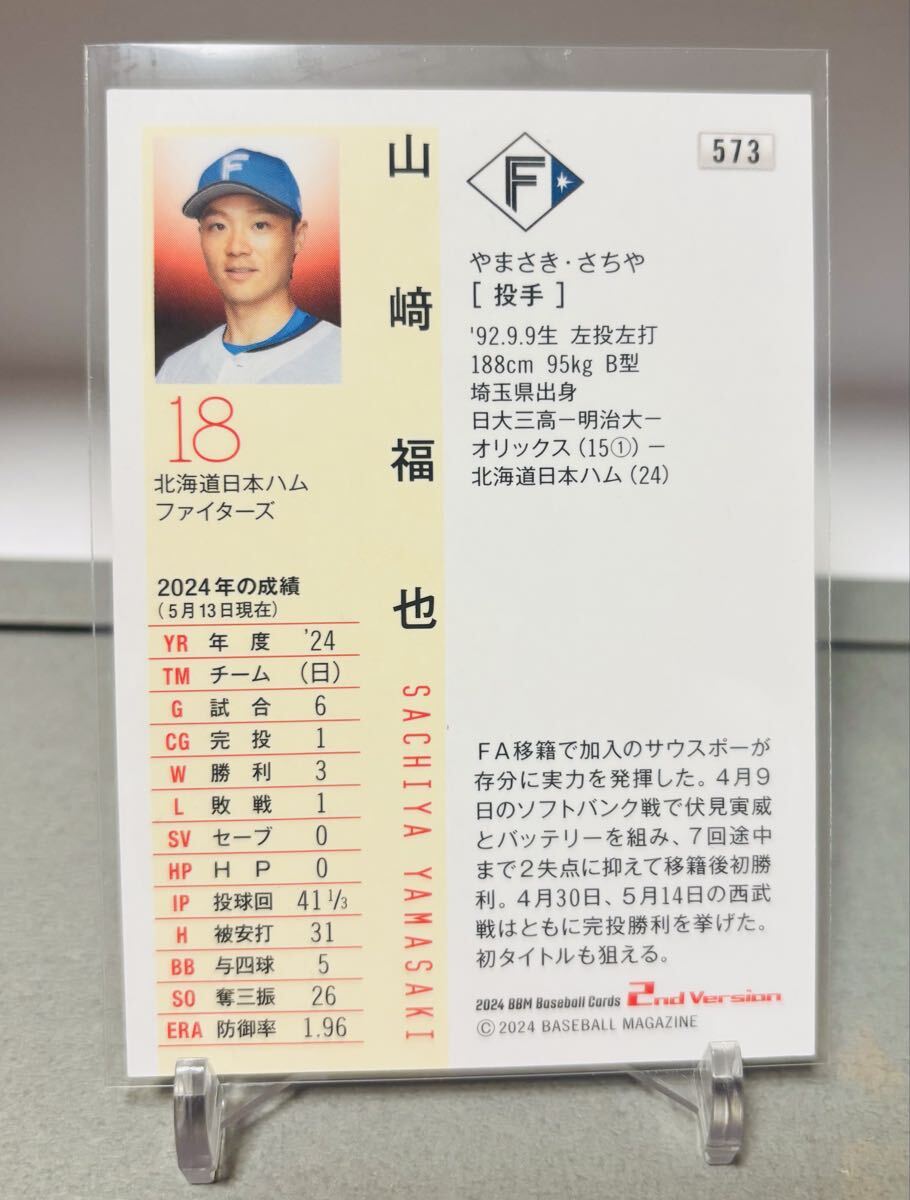 F
18
北海道日本ハム
ファイターズ
2024年の成績
(5月13日現在)
YR 年度 '24
TM チーム (日)
G 試合 6
CG 完投 1
W 勝利 3
L 敗戦 1
SV セーブ 0
HP HP 0
IP 投球回 41 1/3
H 被安打 31
BB 与四球 5
SO 奪三振 26
ERA 防御率 1.96
山﨑福也
SACHIYA YAMASAKI
F
573
やまさき・さちや
[投手]
'92.9.9生 左投左打
188cm 95kg B型
埼玉県出身
日大三高－明治大－
オリックス(15①)－
北海道日本ハム(24)
FA移籍で加入のサウスポーが
存分に実力を発揮した。4月9
日のソフトバンク戦で伏見寅威
とバッテリーを組み、7回途中
まで2失点に抑えて移籍後初勝
利。4月30日、5月14日の西武
戦はともに完投勝利を挙げた。
初タイトルも狙える。
2024 BBM Baseball Cards 2nd Version
©2024 BASEBALL MAGAZINE